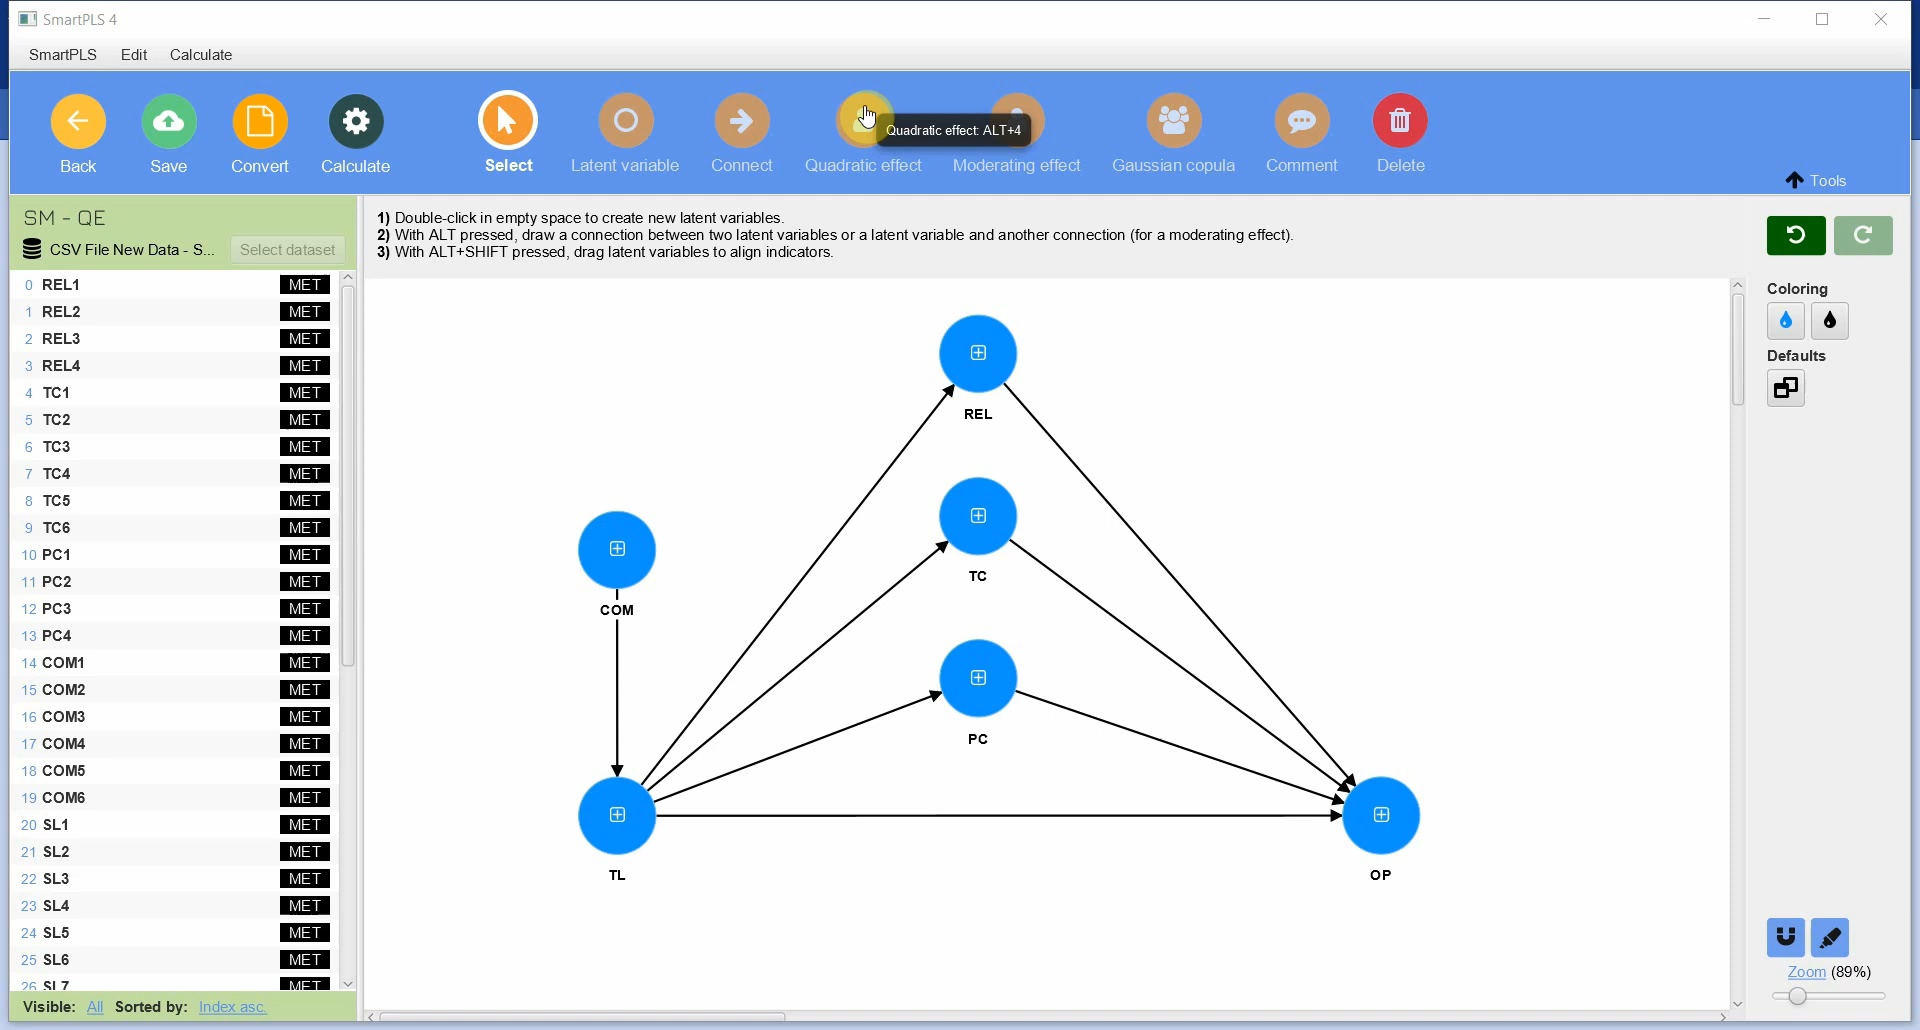 SmartPLS 4
SmartPLS Edit Calculate
Back Save Convert Calculate Select Latent variable Connect Quadratic effect Moderating effect Gaussian copula Comment Delete
Quadratic effect: ALT+4
Tools
SM - QE
CSV File New Data - S... Select dataset
1) Double-click in empty space to create new latent variables.
2) With ALT pressed, draw a connection between two latent variables or a latent variable and another connection (for a moderating effect).
3) With ALT+SHIFT pressed, drag latent variables to align indicators.
0 REL1 MET
1 REL2 MET
2 REL3 MET
3 REL4 MET
4 TC1 MET
5 TC2 MET
6 TC3 MET
7 TC4 MET
8 TC5 MET
9 TC6 MET
10 PC1 MET
11 PC2 MET
12 PC3 MET
13 PC4 MET
14 COM1 MET
15 COM2 MET
16 COM3 MET
17 COM4 MET
18 COM5 MET
19 COM6 MET
20 SL1 MET
21 SL2 MET
22 SL3 MET
23 SL4 MET
24 SL5 MET
25 SL6 MET
26 SL7 MET
Visible: All Sorted by: Index asc.
REL
TC
COM
PC
TL
OP
Coloring
Defaults
Zoom (89%)